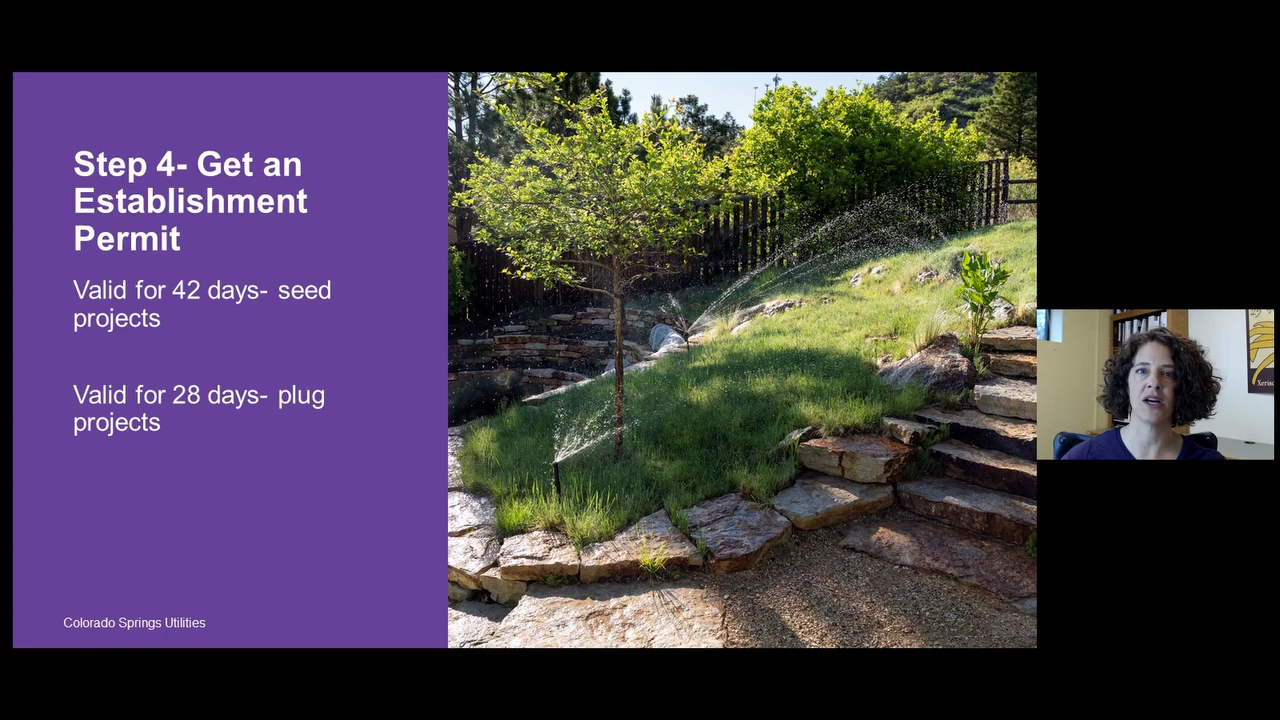 Step 4- Get an
Establishment
Permit
Valid for 42 days- seed
projects
Valid for 28 days- plug
projects
Colorado Springs Utilities